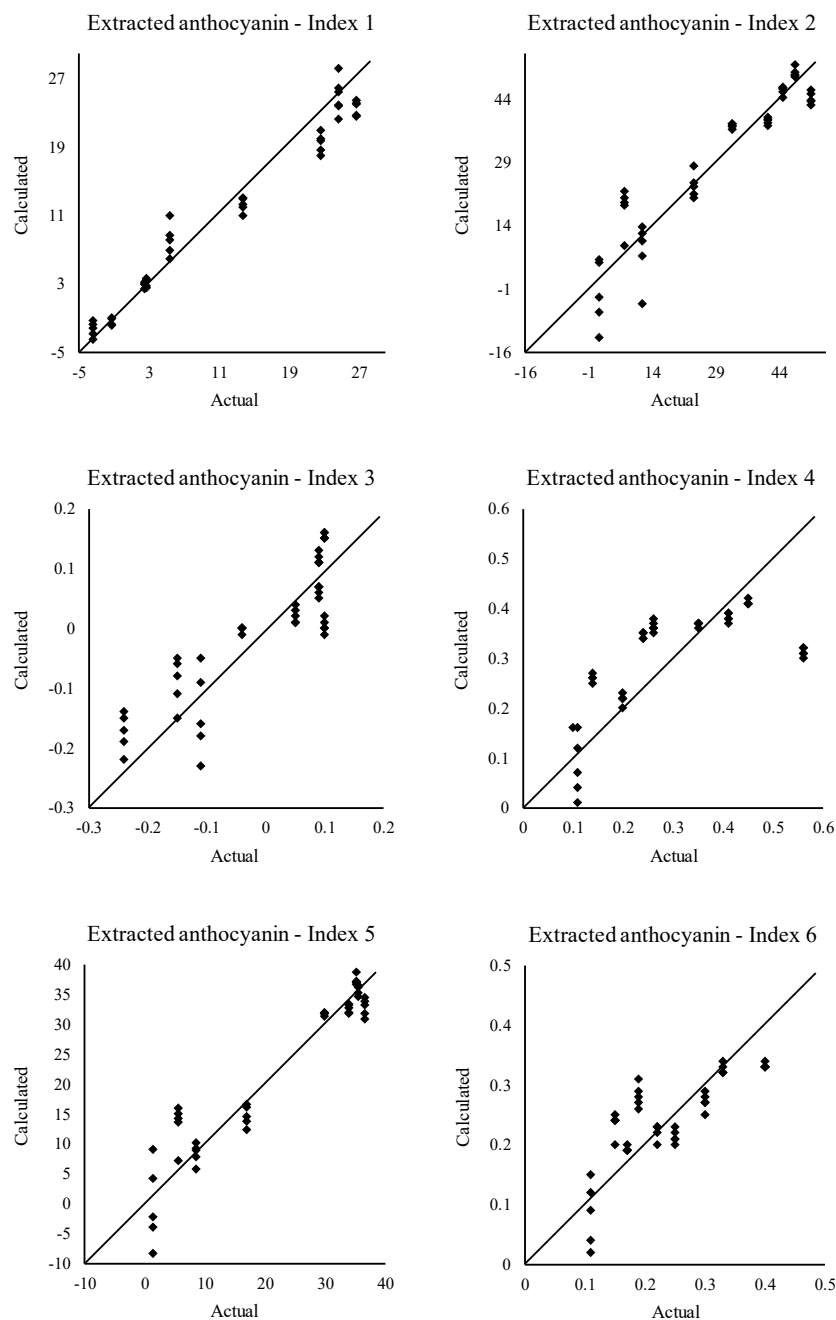 Extracted anthocyanin - Index 1
27
19
11
3
-5
Calculated
-5 3 11 19 27
Actual
Extracted anthocyanin - Index 2
44
29
14
-1
-16
Calculated
-16 -1 14 29 44
Actual
Extracted anthocyanin - Index 3
0.2
0.1
0
-0.1
-0.2
-0.3
Calculated
-0.3 -0.2 -0.1 0 0.1 0.2
Actual
Extracted anthocyanin - Index 4
0.6
0.5
0.4
0.3
0.2
0.1
0
Calculated
0 0.1 0.2 0.3 0.4 0.5 0.6
Actual
Extracted anthocyanin - Index 5
40
35
30
25
20
15
10
5
0
-5
-10
Calculated
-10 0 10 20 30 40
Actual
Extracted anthocyanin - Index 6
0.5
0.4
0.3
0.2
0.1
0
Calculated
0 0.1 0.2 0.3 0.4 0.5
Actual